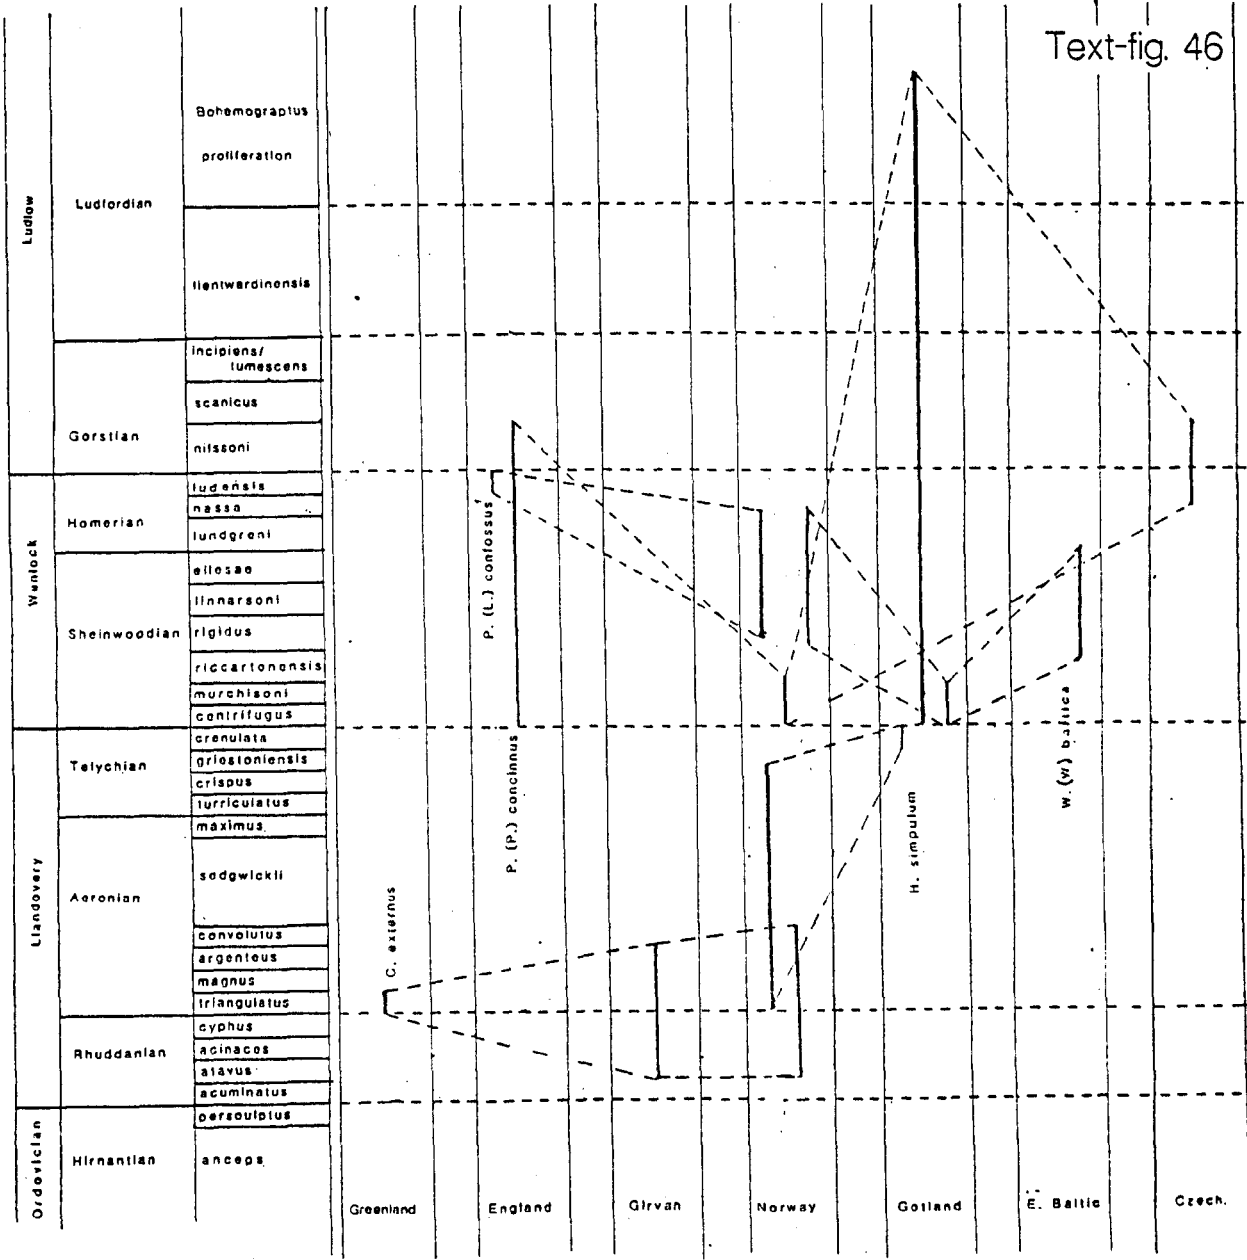 Text-fig. 46
Bohemograptus
proliferation
Ludfordian
Ludlow
llentwardinensis
incipiens/
tumescens
scanicus
Gorstian
nilssoni
ludensis
nassa
Homerian
lundgreni
Wenlock
ellesae
linnarsoni
Sheinwoodian
rigidus
riccartonensis
murchisoni
centrifugus
crenulata
Telychian
griestoniensis
crispus
turriculatus
maximus
sedgwickii
Llandovery
Aeronian
convolutus
argenteus
magnus
triangulatus
cyphus
Rhuddanian
acinaces
atavus
acuminatus
persculptus
Ordovician
Hirnantian
anceps
C. externus
P. (L.) confossus
P. (P.) concinnus
H. simpulum
W. (W) baltica
Greenland
England
Girvan
Norway
Gotland
E. Baltic
Czech.